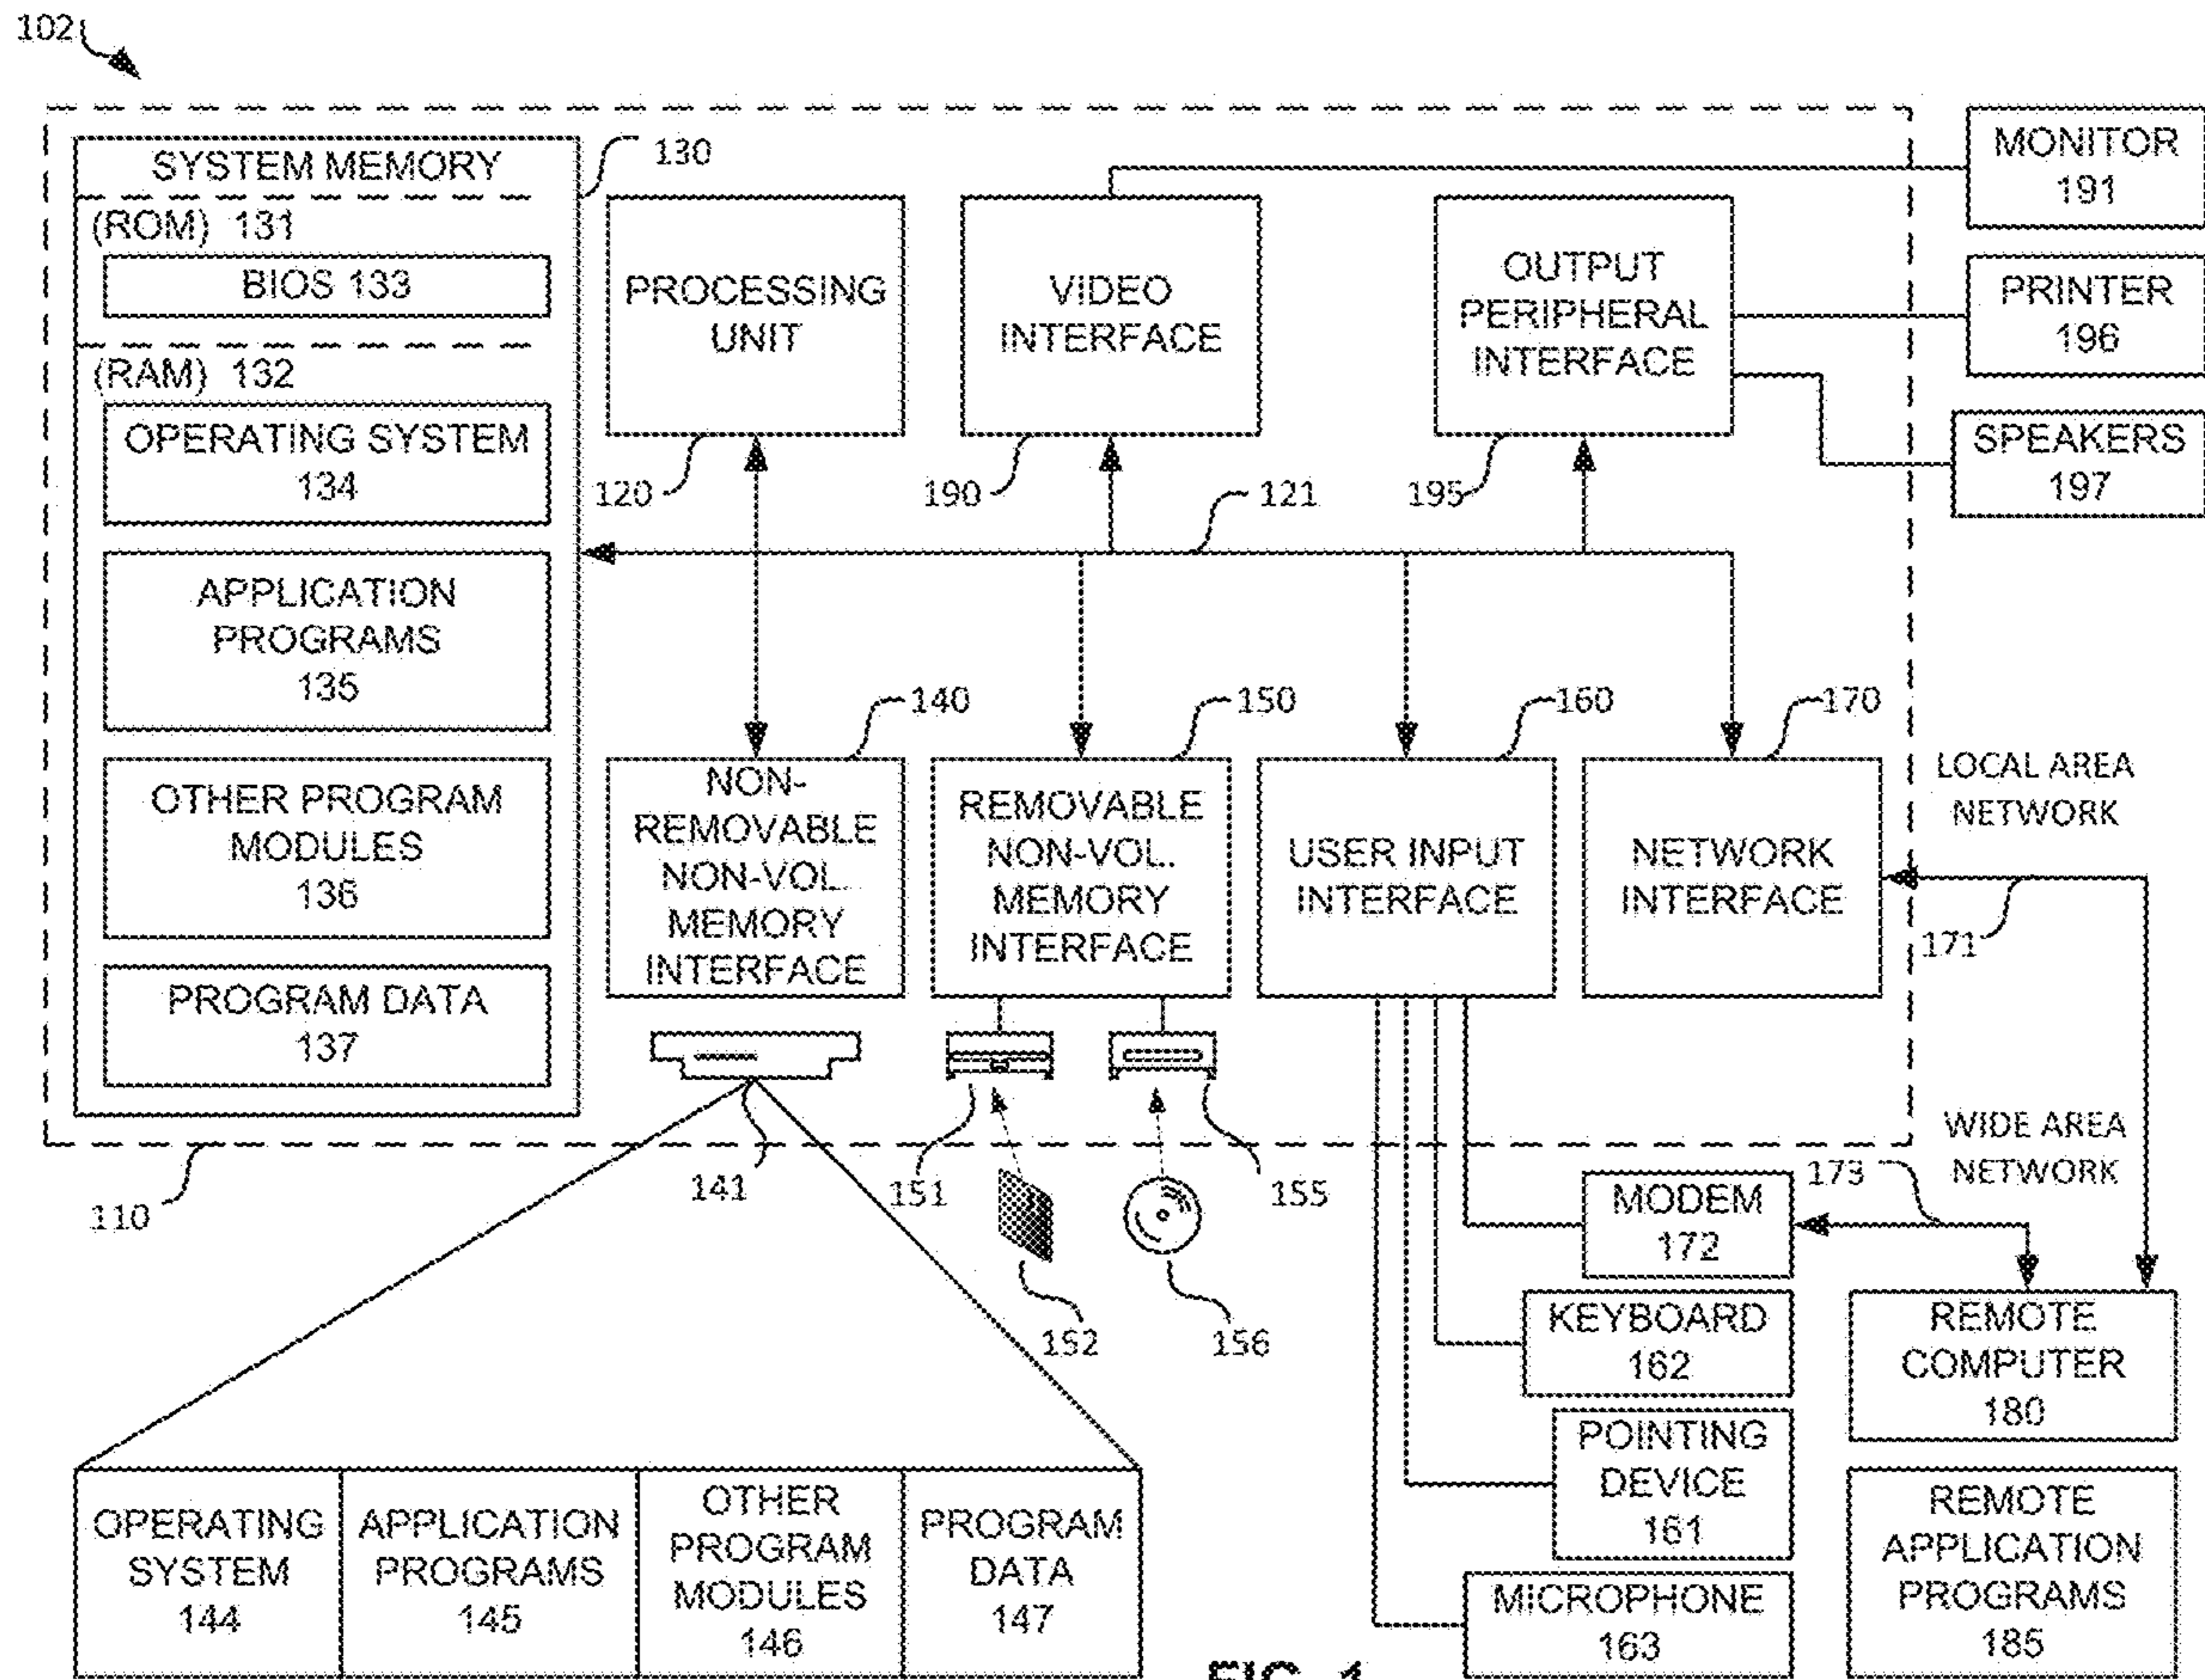 102
SYSTEM MEMORY
130
(ROM) 131
BIOS 133
(RAM) 132
OPERATING SYSTEM
134
APPLICATION
PROGRAMS
135
OTHER PROGRAM
MODULES
136
PROGRAM DATA
137
110
PROCESSING
UNIT
120
VIDEO
INTERFACE
190
121
OUTPUT
PERIPHERAL
INTERFACE
195
MONITOR
191
PRINTER
196
SPEAKERS
197
140
NON-
REMOVABLE
NON-VOL.
MEMORY
INTERFACE
150
REMOVABLE
NON-VOL.
MEMORY
INTERFACE
160
USER INPUT
INTERFACE
170
NETWORK
INTERFACE
LOCAL AREA
NETWORK
171
141
151
155
152
156
WIDE AREA
NETWORK
173
MODEM
172
KEYBOARD
162
POINTING
DEVICE
161
MICROPHONE
163
REMOTE
COMPUTER
180
REMOTE
APPLICATION
PROGRAMS
185
OPERATING
SYSTEM
144
APPLICATION
PROGRAMS
145
OTHER
PROGRAM
MODULES
146
PROGRAM
DATA
147
FIG. 1